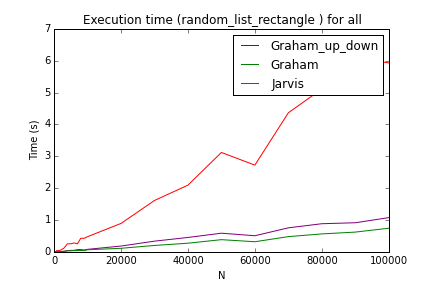 Execution time (random_list_rectangle ) for all
7
6
5
4
3
2
1
0
Time (s)
Graham_up_down
Graham
Jarvis
0 20000 40000 60000 80000 100000
N